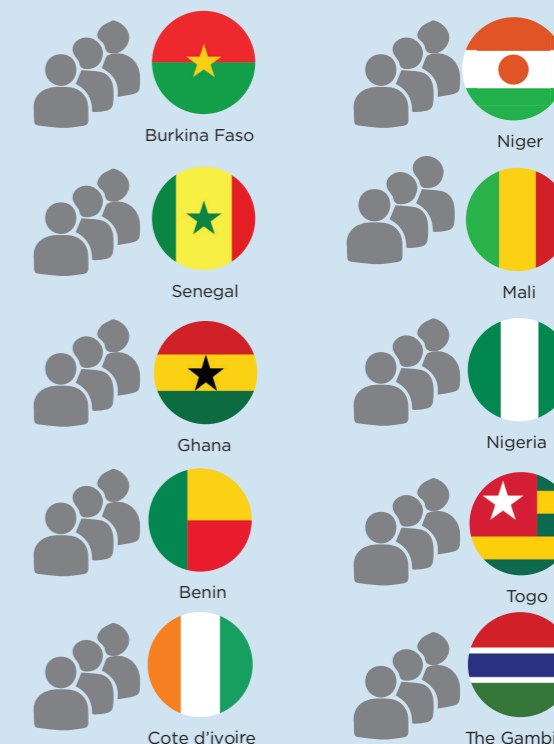 Burkina Faso
Niger
Senegal
Mali
Ghana
Nigeria
Benin
Togo
Cote d'ivoire
The Gambi